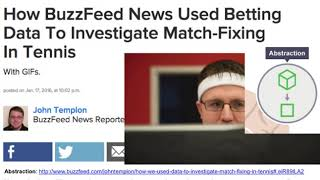 How BuzzFeed News Used Betting
Data To Investigate Match-Fixing
In Tennis
With GIFs.
posted on Jan. 17, 2016, at 10:02 p.m.
Abstraction
John Templon
BuzzFeed News Reporte
Abstraction: http://www.buzzfeed.com/johntemplon/how-we-used-data-to-investigate-match-fixing-in-tennis#.eiR89lLA2